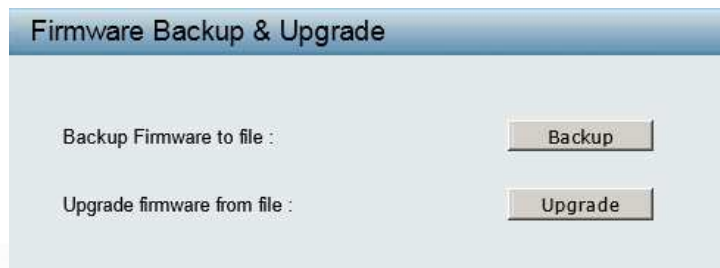 Firmware Backup & Upgrade
Backup Firmware to file :
Backup
Upgrade firmware from file :
Upgrade